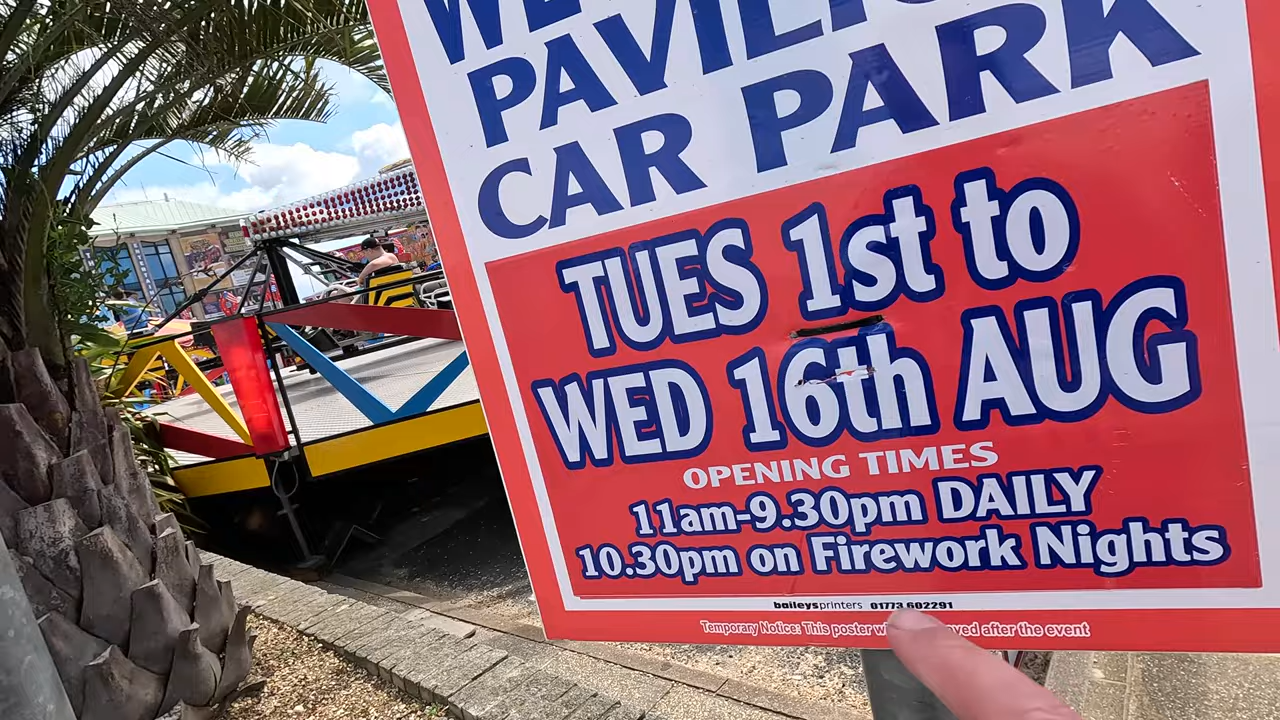 PAVILI
CAR PARK
TUES 1st to
WED 16th AUG
OPENING TIMES
11am-9.30pm DAILY
10.30pm on Firework Nights
baileysprinters 01773 602291
Temporary Notice: This poster after the event